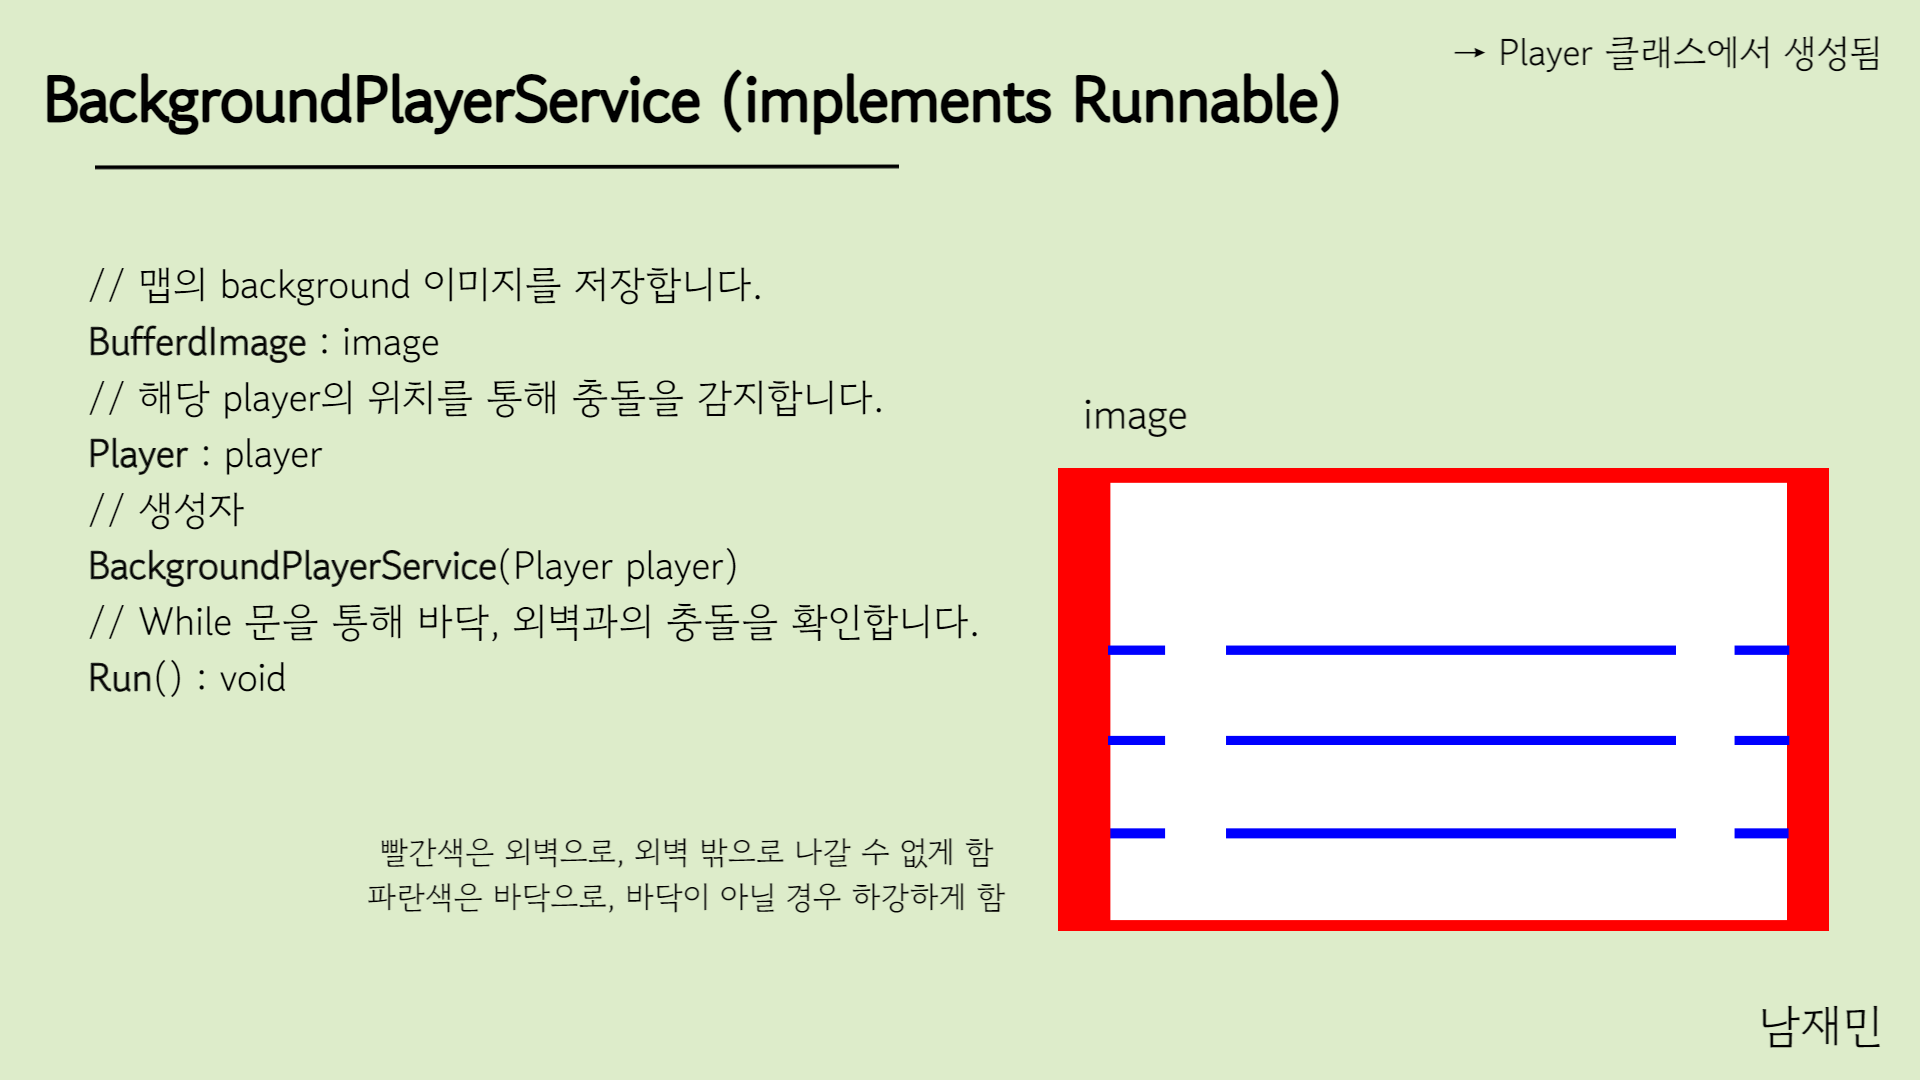 → Player 클래스에서 생성됨
BackgroundPlayerService (implements Runnable)
// 맵의 background 이미지를 저장합니다.
BufferdImage : image
// 해당 player의 위치를 통해 충돌을 감지합니다.
Player : player
// 생성자
BackgroundPlayerService(Player player)
// While 문을 통해 바닥, 외벽과의 충돌을 확인합니다.
Run() : void
image
빨간색은 외벽으로, 외벽 밖으로 나갈 수 없게 함
파란색은 바닥으로, 바닥이 아닐 경우 하강하게 함
남재민